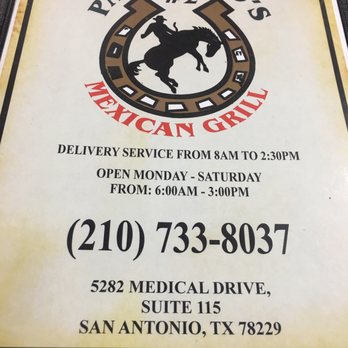 #2
MEXICAN GRILL
DELIVERY SERVICE FROM 8AM TO 2:30PM
OPEN MONDAY - SATURDAY
FROM: 6:00AM - 3:00PM
(210) 733-8037
5282 MEDICAL DRIVE,
SUITE 115
SAN ANTONIO, TX 78229